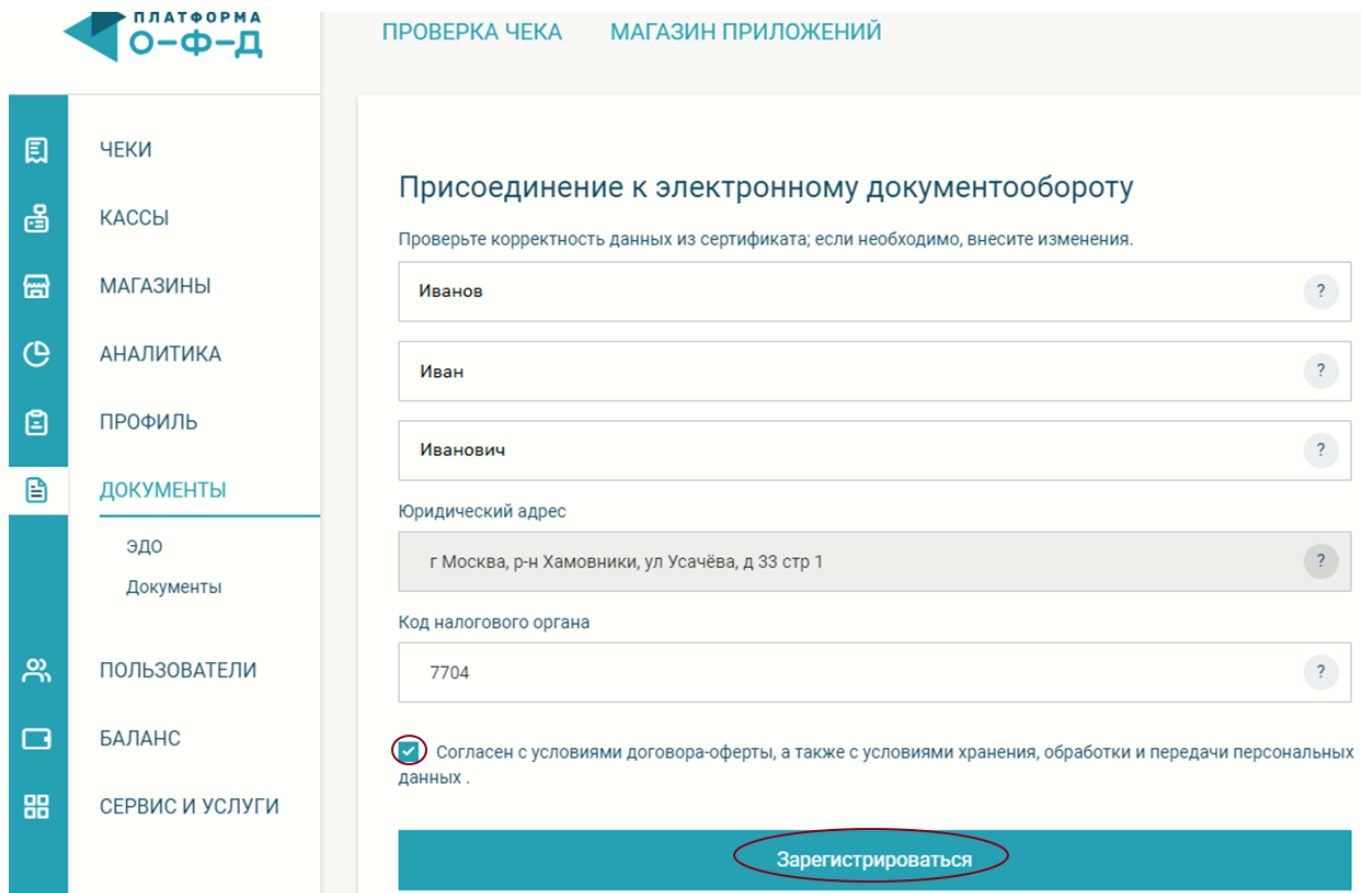 ПЛАТФОРМА
О-Ф-Д
ПРОВЕРКА ЧЕКА
МАГАЗИН ПРИЛОЖЕНИЙ
ЧЕКИ
КАССЫ
МАГАЗИНЫ
АНАЛИТИКА
ПРОФИЛЬ
ДОКУМЕНТЫ
ЭДО
Документы
ПОЛЬЗОВАТЕЛИ
БАЛАНС
СЕРВИС И УСЛУГИ
Присоединение к электронному документообороту
Проверьте корректность данных из сертификата; если необходимо, внесите изменения.
Иванов ?
Иван ?
Иванович ?
Юридический адрес
г Москва, р-н Хамовники, ул Усачёва, д 33 стр 1 ?
Код налогового органа
7704 ?
Согласен с условиями договора-оферты, а также с условиями хранения, обработки и передачи персональных
данных .
Зарегистрироваться